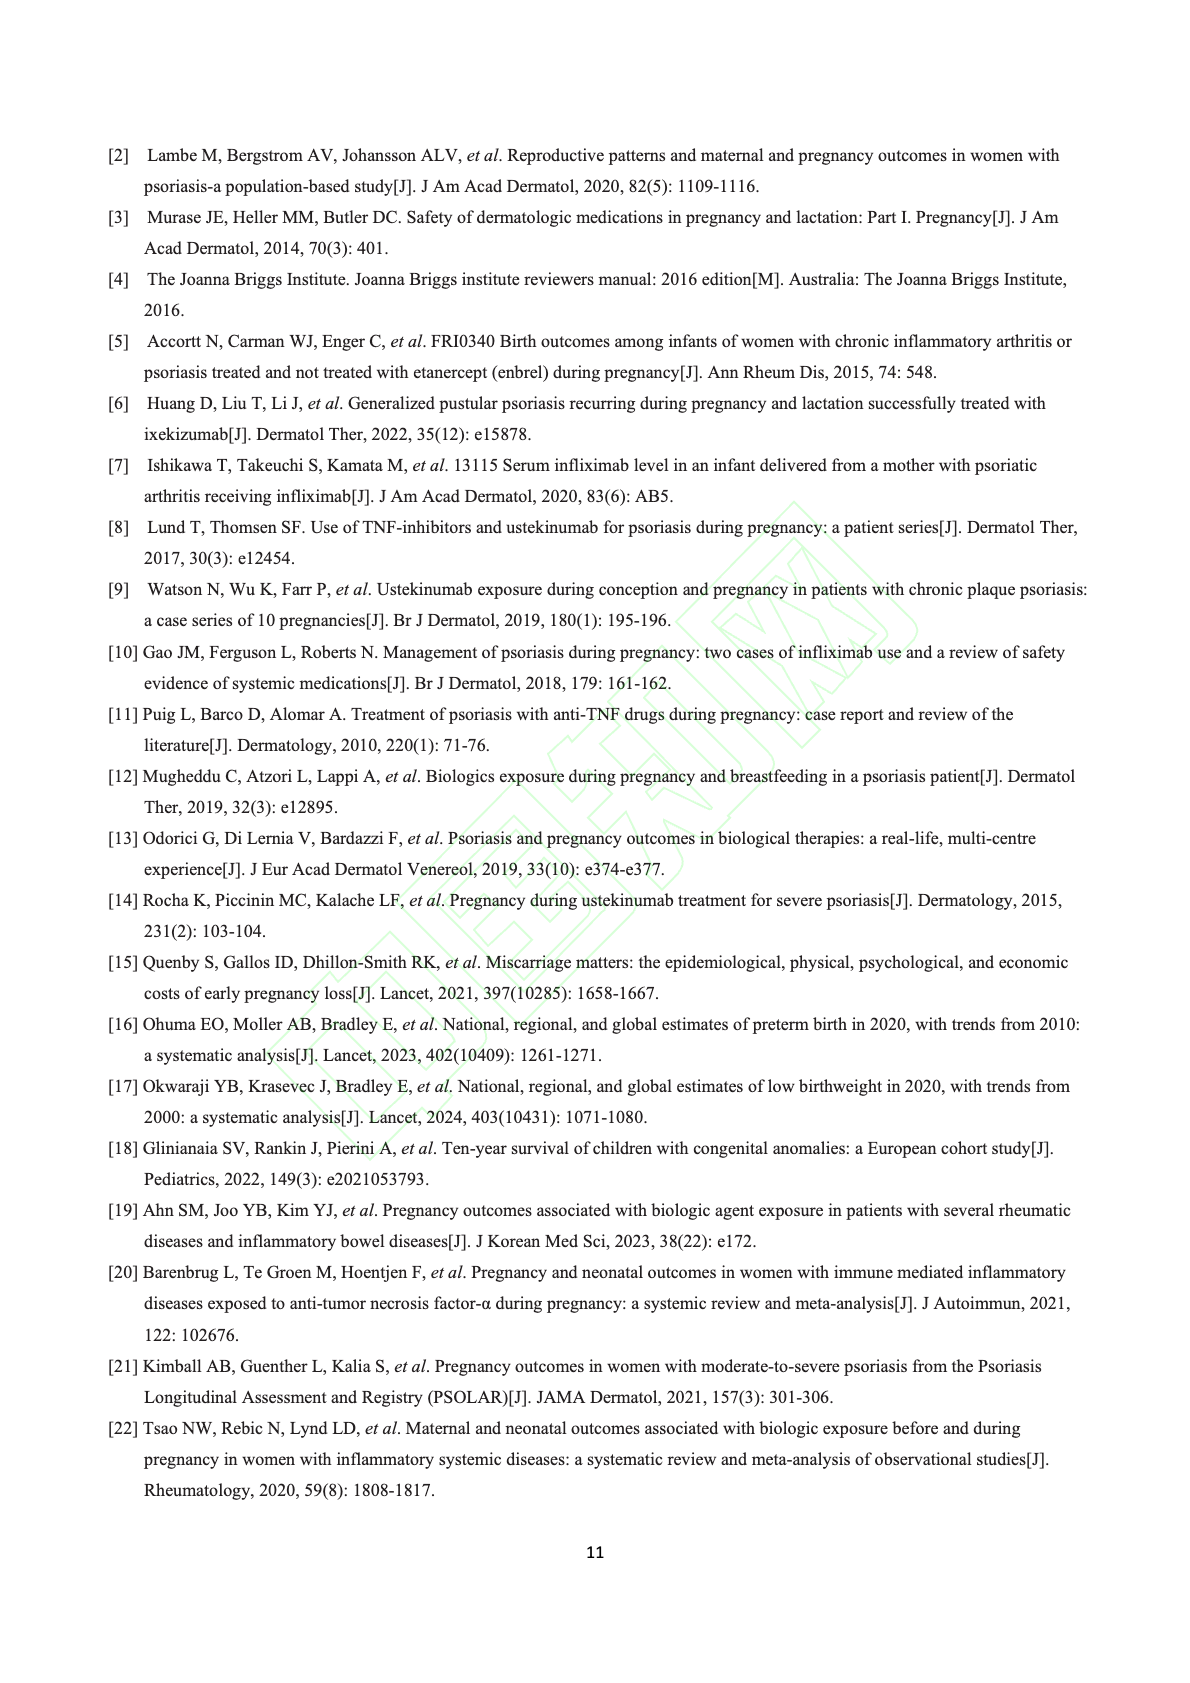 [2] Lambe M, Bergstrom AV, Johansson ALV, et al. Reproductive patterns and maternal and pregnancy outcomes in women with
psoriasis-a population-based study[J]. J Am Acad Dermatol, 2020, 82(5): 1109-1116.
[3] Murase JE, Heller MM, Butler DC. Safety of dermatologic medications in pregnancy and lactation: Part I. Pregnancy[J]. J Am
Acad Dermatol, 2014, 70(3): 401.
[4] The Joanna Briggs Institute. Joanna Briggs institute reviewers manual: 2016 edition[M]. Australia: The Joanna Briggs Institute,
2016.
[5] Accortt N, Carman WJ, Enger C, et al. FRI0340 Birth outcomes among infants of women with chronic inflammatory arthritis or
psoriasis treated and not treated with etanercept (enbrel) during pregnancy[J]. Ann Rheum Dis, 2015, 74: 548.
[6] Huang D, Liu T, Li J, et al. Generalized pustular psoriasis recurring during pregnancy and lactation successfully treated with
ixekizumab[J]. Dermatol Ther, 2022, 35(12): e15878.
[7] Ishikawa T, Takeuchi S, Kamata M, et al. 13115 Serum infliximab level in an infant delivered from a mother with psoriatic
arthritis receiving infliximab[J]. J Am Acad Dermatol, 2020, 83(6): AB5.
[8] Lund T, Thomsen SF. Use of TNF-inhibitors and ustekinumab for psoriasis during pregnancy: a patient series[J]. Dermatol Ther,
2017, 30(3): e12454.
[9] Watson N, Wu K, Farr P, et al. Ustekinumab exposure during conception and pregnancy in patients with chronic plaque psoriasis:
a case series of 10 pregnancies[J]. Br J Dermatol, 2019, 180(1): 195-196.
[10] Gao JM, Ferguson L, Roberts N. Management of psoriasis during pregnancy: two cases of infliximab use and a review of safety
evidence of systemic medications[J]. Br J Dermatol, 2018, 179: 161-162.
[11] Puig L, Barco D, Alomar A. Treatment of psoriasis with anti-TNF drugs during pregnancy: case report and review of the
literature[J]. Dermatology, 2010, 220(1): 71-76.
[12] Mugheddu C, Atzori L, Lappi A, et al. Biologics exposure during pregnancy and breastfeeding in a psoriasis patient[J]. Dermatol
Ther, 2019, 32(3): e12895.
[13] Odorici G, Di Lernia V, Bardazzi F, et al. Psoriasis and pregnancy outcomes in biological therapies: a real-life, multi-centre
experience[J]. J Eur Acad Dermatol Venereol, 2019, 33(10): e374-e377.
[14] Rocha K, Piccinin MC, Kalache LF, et al. Pregnancy during ustekinumab treatment for severe psoriasis[J]. Dermatology, 2015,
231(2): 103-104.
[15] Quenby S, Gallos ID, Dhillon-Smith RK, et al. Miscarriage matters: the epidemiological, physical, psychological, and economic
costs of early pregnancy loss[J]. Lancet, 2021, 397(10285): 1658-1667.
[16] Ohuma EO, Moller AB, Bradley E, et al. National, regional, and global estimates of preterm birth in 2020, with trends from 2010:
a systematic analysis[J]. Lancet, 2023, 402(10409): 1261-1271.
[17] Okwaraji YB, Krasevec J, Bradley E, et al. National, regional, and global estimates of low birthweight in 2020, with trends from
2000: a systematic analysis[J]. Lancet, 2024, 403(10431): 1071-1080.
[18] Glinianaia SV, Rankin J, Pierini A, et al. Ten-year survival of children with congenital anomalies: a European cohort study[J].
Pediatrics, 2022, 149(3): e2021053793.
[19] Ahn SM, Joo YB, Kim YJ, et al. Pregnancy outcomes associated with biologic agent exposure in patients with several rheumatic
diseases and inflammatory bowel diseases[J]. J Korean Med Sci, 2023, 38(22): e172.
[20] Barenbrug L, Te Groen M, Hoentjen F, et al. Pregnancy and neonatal outcomes in women with immune mediated inflammatory
diseases exposed to anti-tumor necrosis factor-α during pregnancy: a systemic review and meta-analysis[J]. J Autoimmun, 2021,
122: 102676.
[21] Kimball AB, Guenther L, Kalia S, et al. Pregnancy outcomes in women with moderate-to-severe psoriasis from the Psoriasis
Longitudinal Assessment and Registry (PSOLAR)[J]. JAMA Dermatol, 2021, 157(3): 301-306.
[22] Tsao NW, Rebic N, Lynd LD, et al. Maternal and neonatal outcomes associated with biologic exposure before and during
pregnancy in women with inflammatory systemic diseases: a systematic review and meta-analysis of observational studies[J].
Rheumatology, 2020, 59(8): 1808-1817.
11
中国知网